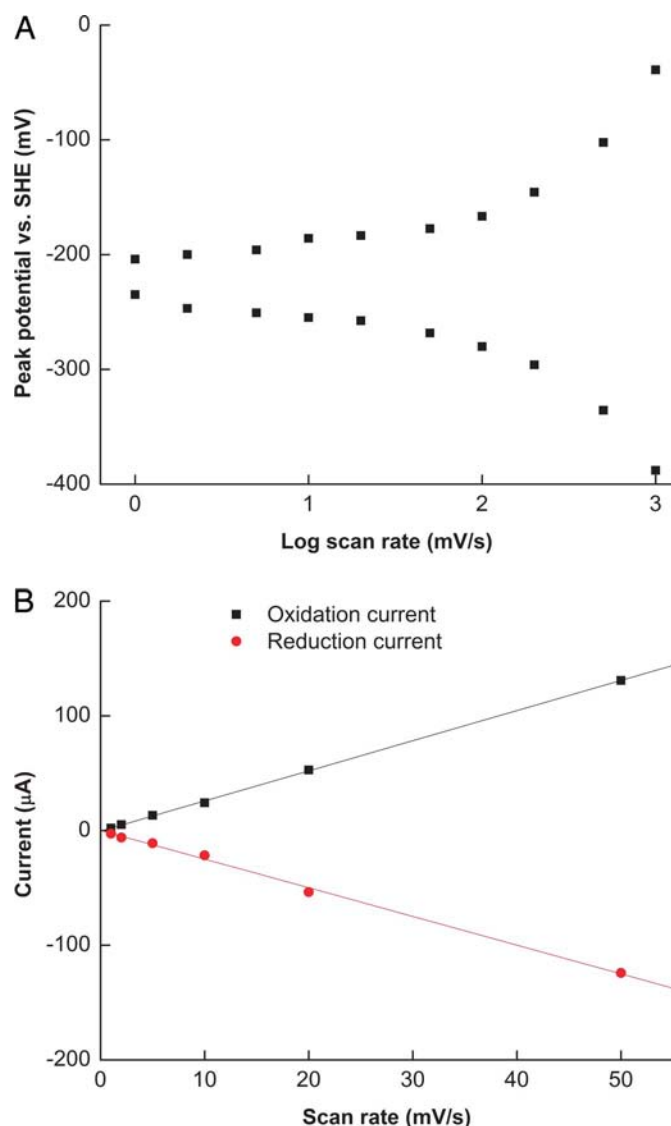 A
0
-100
-200
-300
-400
Peak potential vs. SHE (mV)
0 1 2 3
Log scan rate (mV/s)
B
200
100
0
-100
-200
Current (μA)
Oxidation current
Reduction current
0 10 20 30 40 50
Scan rate (mV/s)